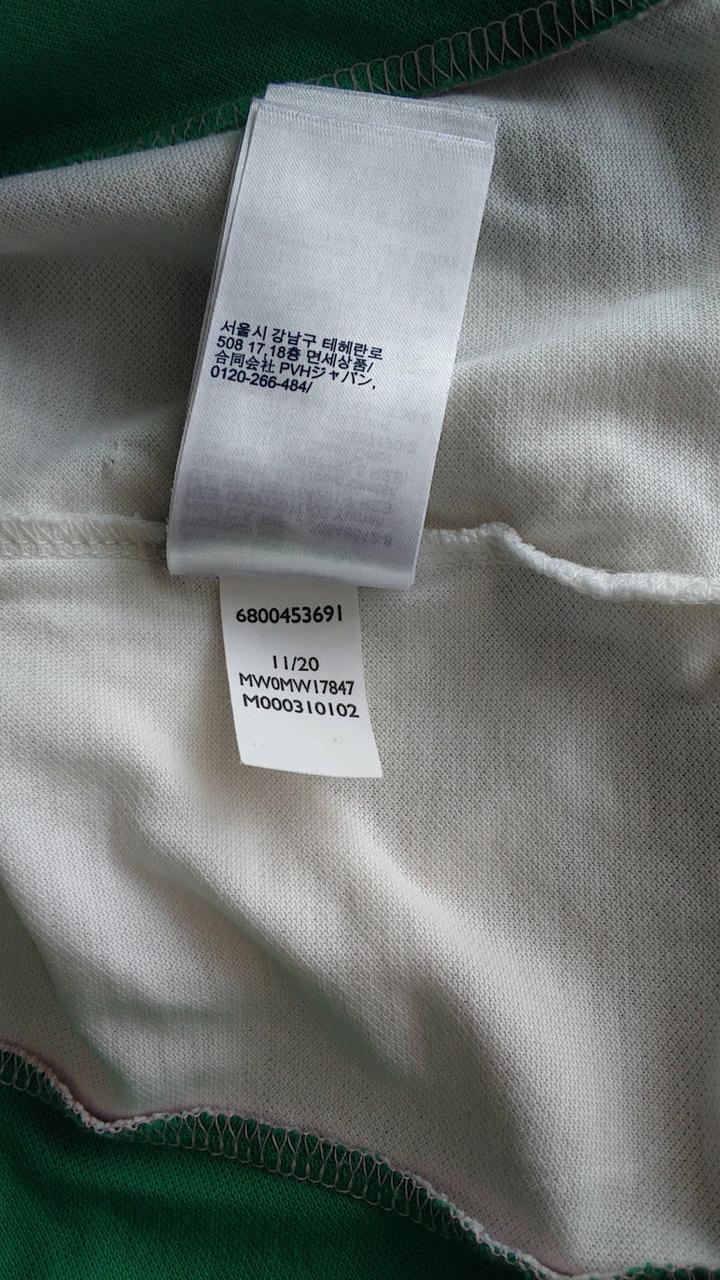 서울시 강남구 테헤란로
508 17,18층 면세상품/
合同会社 PVHジャパン,
0120-266-484/
6800453691
11/20
MW0MW17847
M000310102